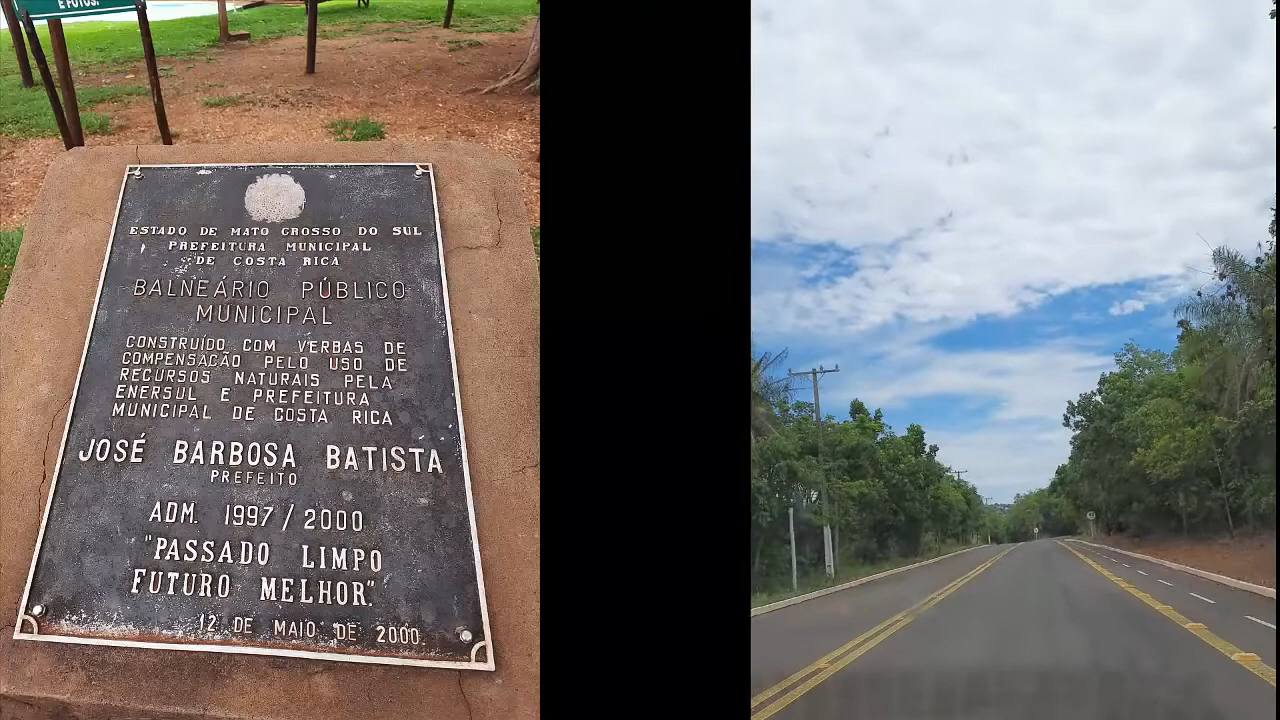 E FOTOS.
ESTADO DE MATO GROSSO DO SUL
PREFEITURA MUNICIPAL
DE COSTA RICA
BALNEÁRIO PÚBLICO
MUNICIPAL
CONSTRUÍDO COM VERBAS DE
COMPENSAÇÃO PELO USO DE
RECURSOS NATURAIS PELA
ENERSUL E PREFEITURA
MUNICIPAL DE COSTA RICA
JOSÉ BARBOSA BATISTA
PREFEITO
ADM. 1997/2000
"PASSADO LIMPO
FUTURO MELHOR".
12 DE MAIO DE 2000.